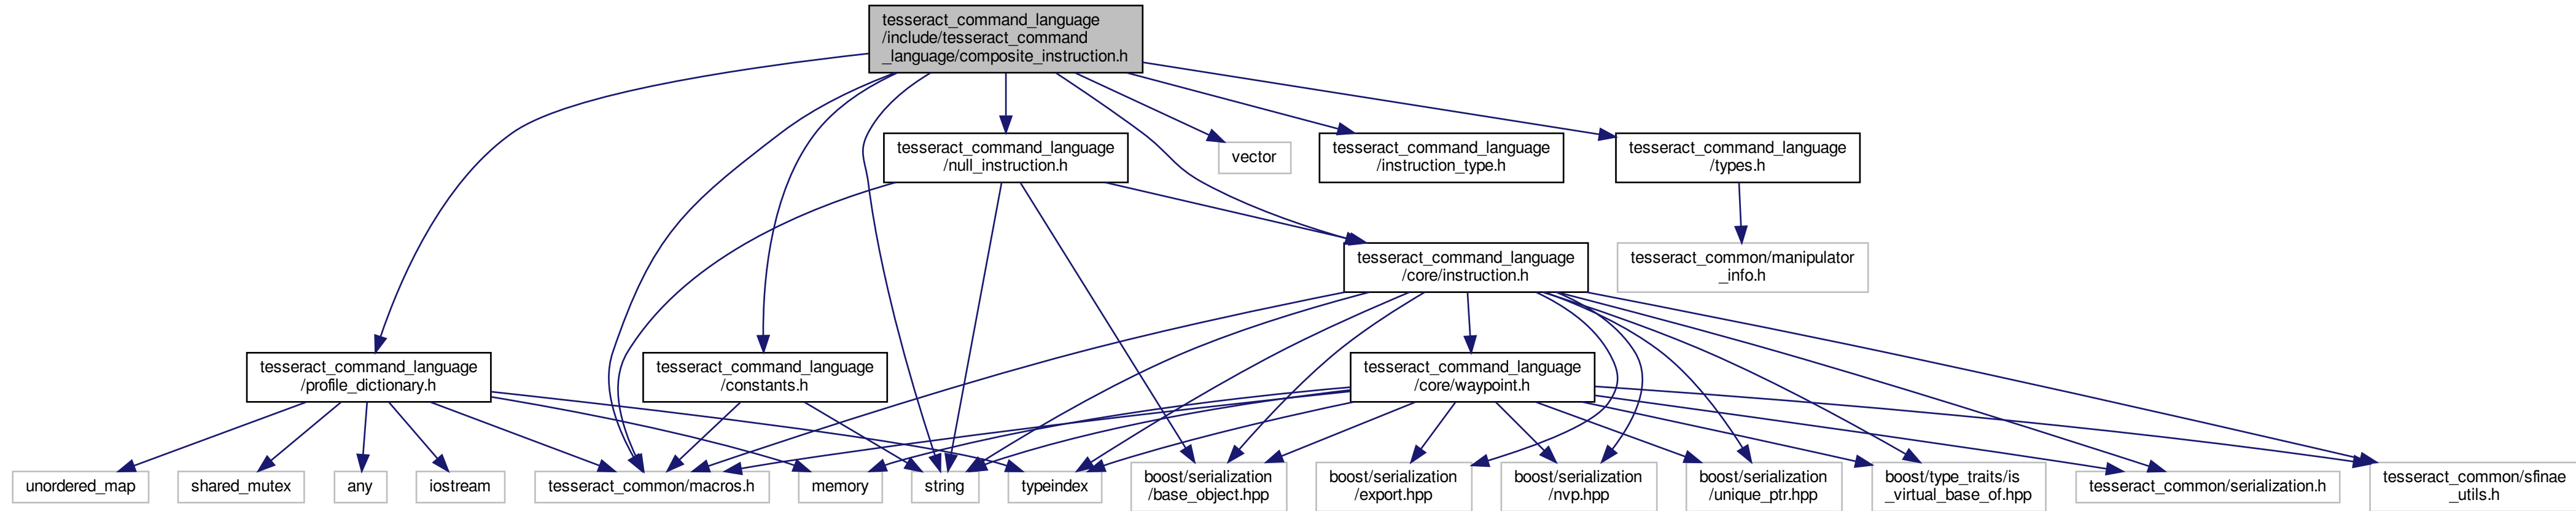 tesseract_command_language
/include/tesseract_command
_language/composite_instruction.h
tesseract_command_language
/null_instruction.h
vector
tesseract_command_language
/instruction_type.h
tesseract_command_language
/types.h
tesseract_command_language
/core/instruction.h
tesseract_common/manipulator
_info.h
tesseract_command_language
/profile_dictionary.h
tesseract_command_language
/constants.h
tesseract_command_language
/core/waypoint.h
unordered_map
shared_mutex
any
iostream
tesseract_common/macros.h
memory
string
typeindex
boost/serialization
/base_object.hpp
boost/serialization
/export.hpp
boost/serialization
/nvp.hpp
boost/serialization
/unique_ptr.hpp
boost/type_traits/is
_virtual_base_of.hpp
tesseract_common/serialization.h
tesseract_common/sfinae
_utils.h